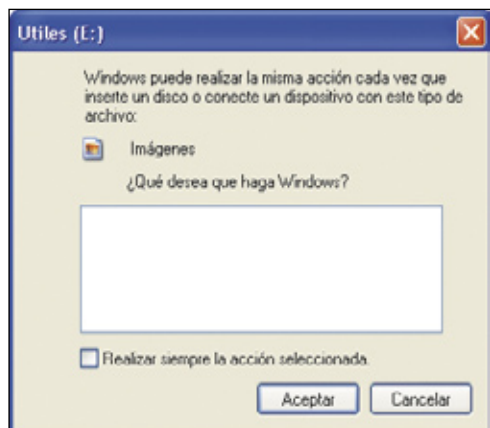 Utiles (E:)
Windows puede realizar la misma acción cada vez que
inserte un disco o conecte un dispositivo con este tipo de
archivo:
Imágenes
¿Qué desea que haga Windows?
Realizar siempre la acción seleccionada.
Aceptar Cancelar